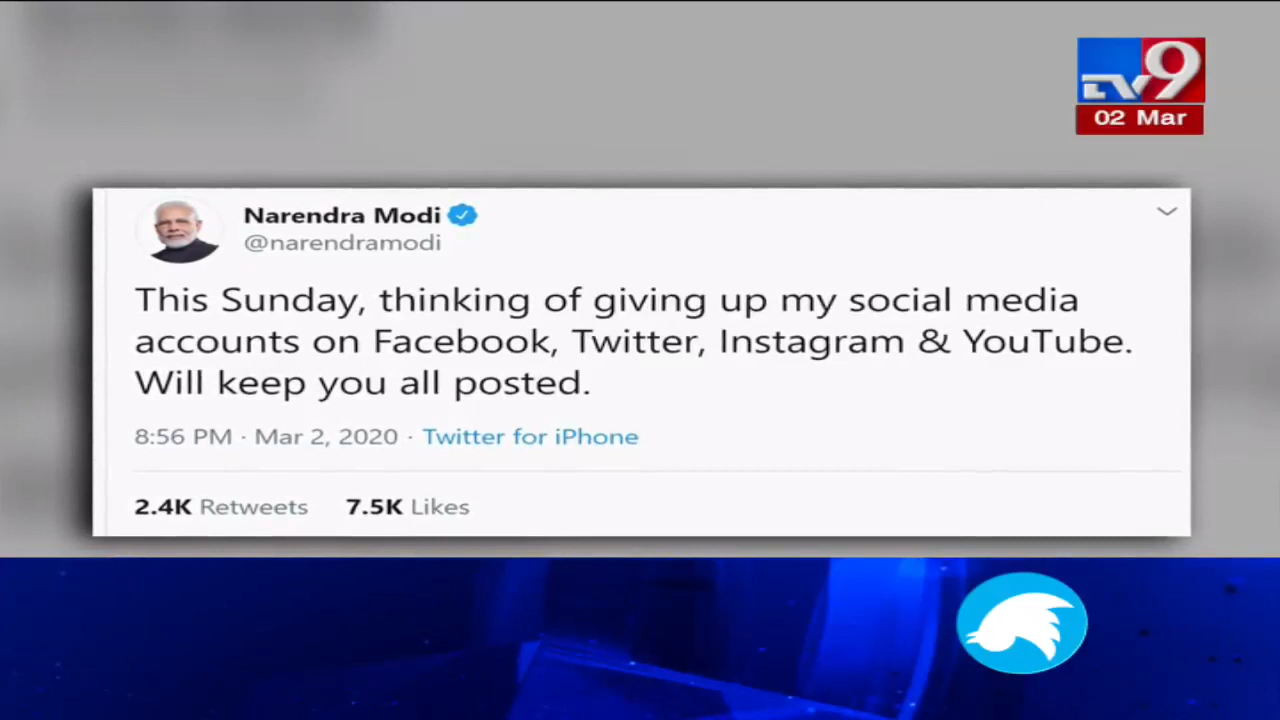 TV9
02 Mar
Narendra Modi
@narendramodi
This Sunday, thinking of giving up my social media
accounts on Facebook, Twitter, Instagram & YouTube.
Will keep you all posted.
8:56 PM · Mar 2, 2020 · Twitter for iPhone
2.4K Retweets 7.5K Likes